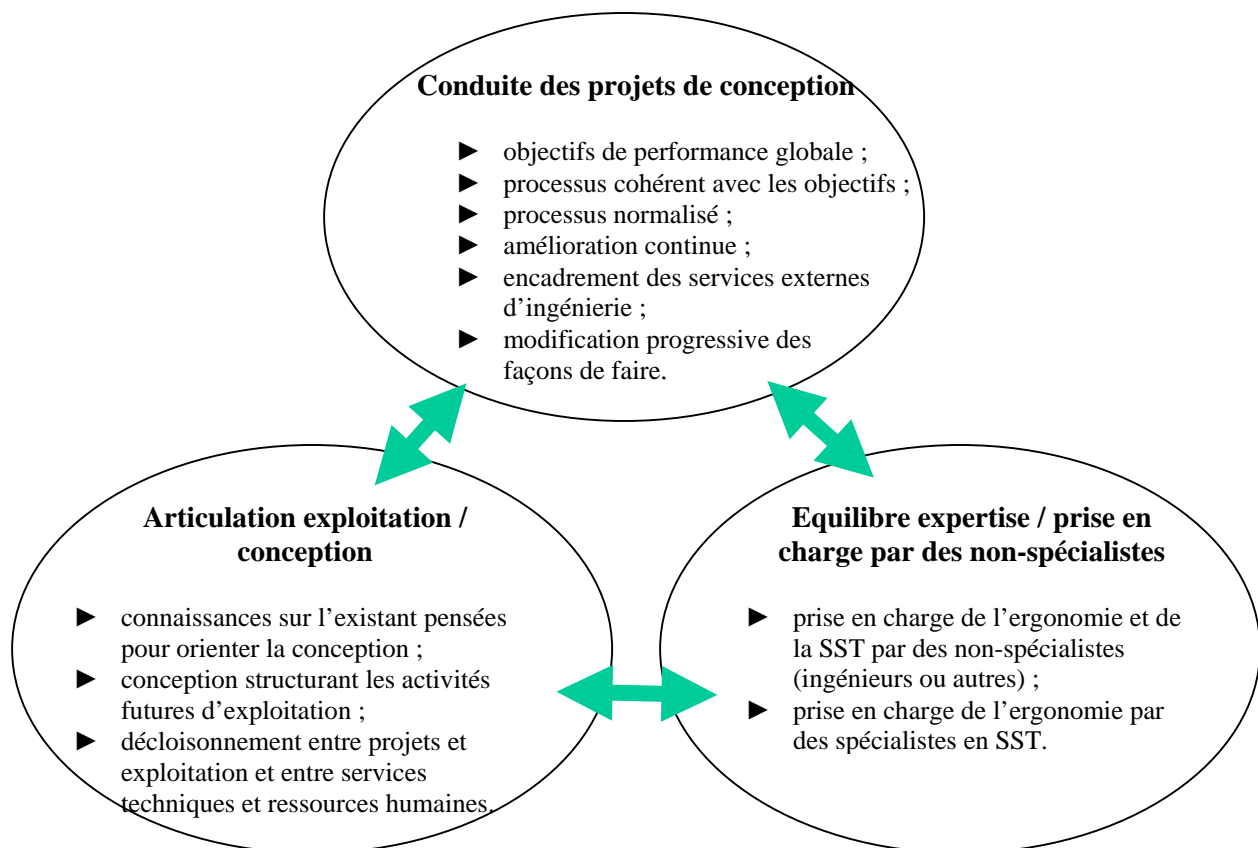 Conduite des projets de conception
► objectifs de performance globale ;
► processus cohérent avec les objectifs ;
► processus normalisé ;
► amélioration continue ;
► encadrement des services externes
d’ingénierie ;
► modification progressive des
façons de faire.
Articulation exploitation /
conception
► connaissances sur l’existant pensées
pour orienter la conception ;
► conception structurant les activités
futures d’exploitation ;
► décloisonnement entre projets et
exploitation et entre services
techniques et ressources humaines.
Equilibre expertise / prise en
charge par des non-spécialistes
► prise en charge de l’ergonomie et de
la SST par des non-spécialistes
(ingénieurs ou autres) ;
► prise en charge de l’ergonomie par
des spécialistes en SST.